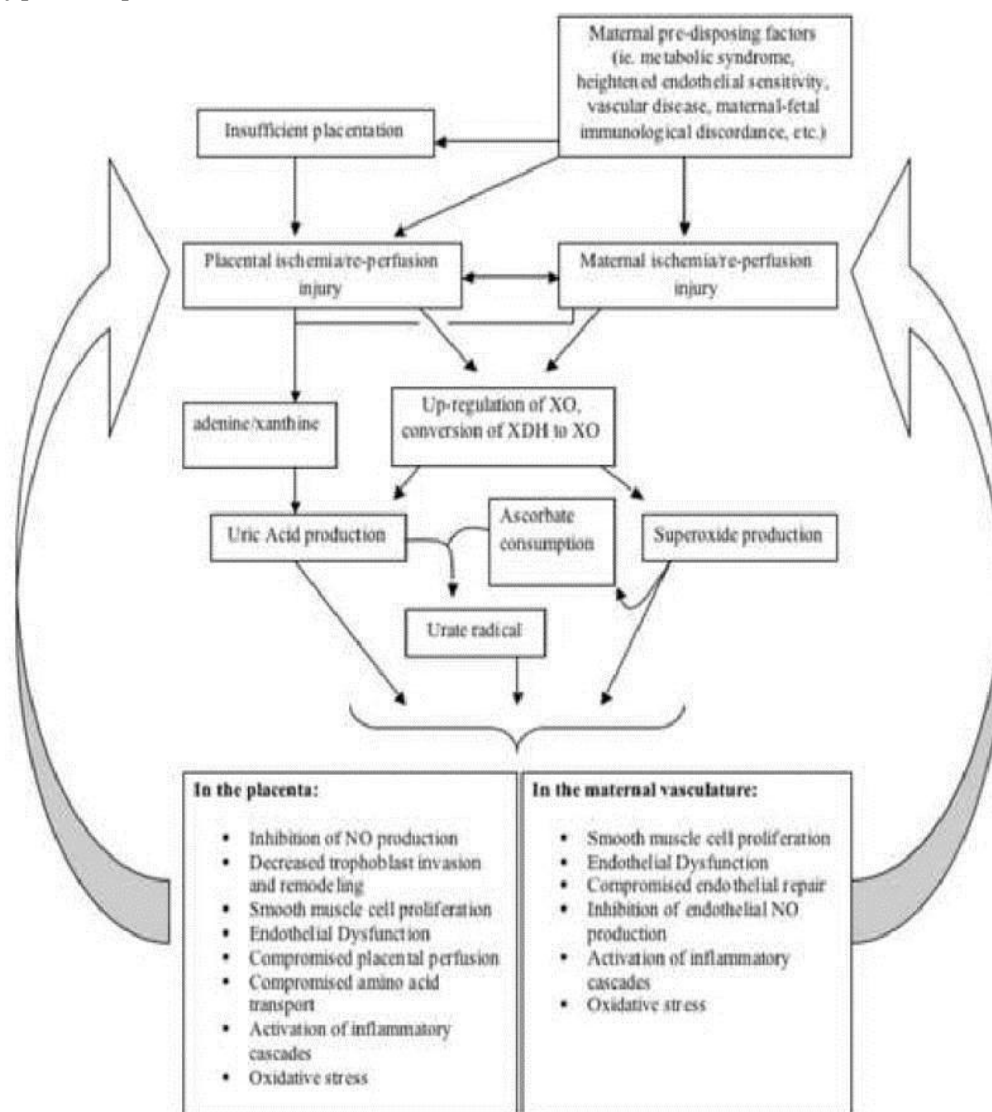 Maternal pre-disposing factors
(ie. metabolic syndrome,
heightened endothelial sensitivity,
vascular disease, maternal-fetal
immunological discordance, etc.)
Insufficient placentation
Placental ischemia/re-perfusion
injury
Maternal ischemia/re-perfusion
injury
adenine/xanthine
Up-regulation of XO,
conversion of XDH to XO
Uric Acid production
Ascorbate
consumption
Superoxide production
Urate radical
In the placenta:
• Inhibition of NO production
• Decreased trophoblast invasion
and remodeling
• Smooth muscle cell proliferation
• Endothelial Dysfunction
• Compromised placental perfusion
• Compromised amino acid
transport
• Activation of inflammatory
cascades
• Oxidative stress
In the maternal vasculature:
• Smooth muscle cell proliferation
• Endothelial Dysfunction
• Compromised endothelial repair
• Inhibition of endothelial NO
production
• Activation of inflammatory
cascades
• Oxidative stress